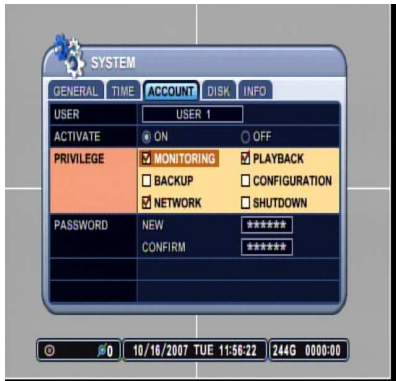 SYSTEM
GENERAL TIME ACCOUNT DISK INFO
USER USER 1
ACTIVATE ON OFF
PRIVILEGE MONITORING PLAYBACK
BACKUP CONFIGURATION
NETWORK SHUTDOWN
PASSWORD NEW ******
CONFIRM ******
0 10/16/2007 TUE 11:56:22 244G 0000:00